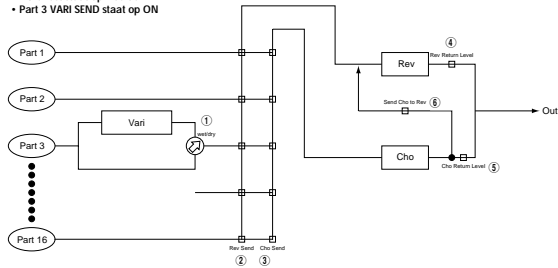 • Part 3 VARI SEND staat op ON
Part 1
Part 2
Part 3
Part 16
Vari
①
wet/dry
Rev Send
Cho Send
②
③
Rev
④
Rev Return Level
Send Cho to Rev ⑥
Out
Cho
Cho Return Level ⑤